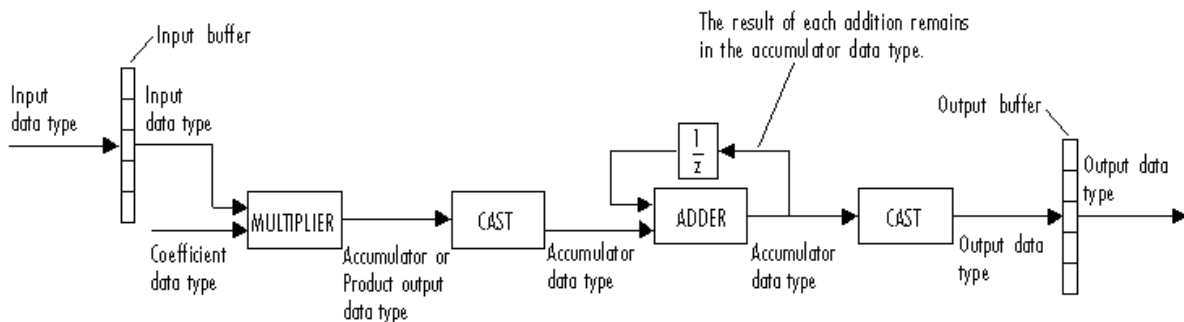 Input buffer
Input
data type
Input
data type
MULTIPLIER
Coefficient
data type
Accumulator or
Product output
data type
CAST
Accumulator
data type
The result of each addition remains
in the accumulator data type.
1
z
ADDER
Accumulator
data type
CAST
Output data
type
Output buffer
Output data
type